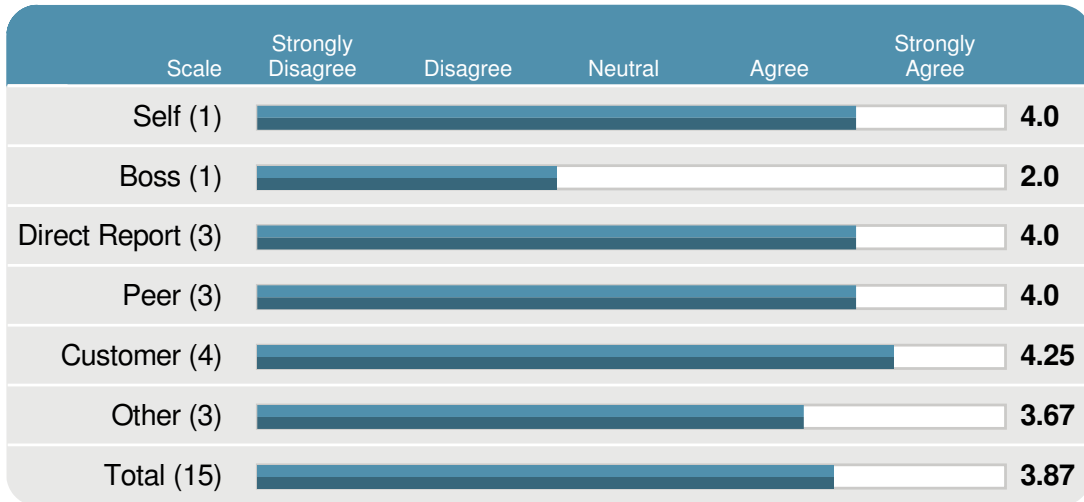 Scale Strongly Disagree Disagree Neutral Agree Strongly Agree
Self (1) 4.0
Boss (1) 2.0
Direct Report (3) 4.0
Peer (3) 4.0
Customer (4) 4.25
Other (3) 3.67
Total (15) 3.87